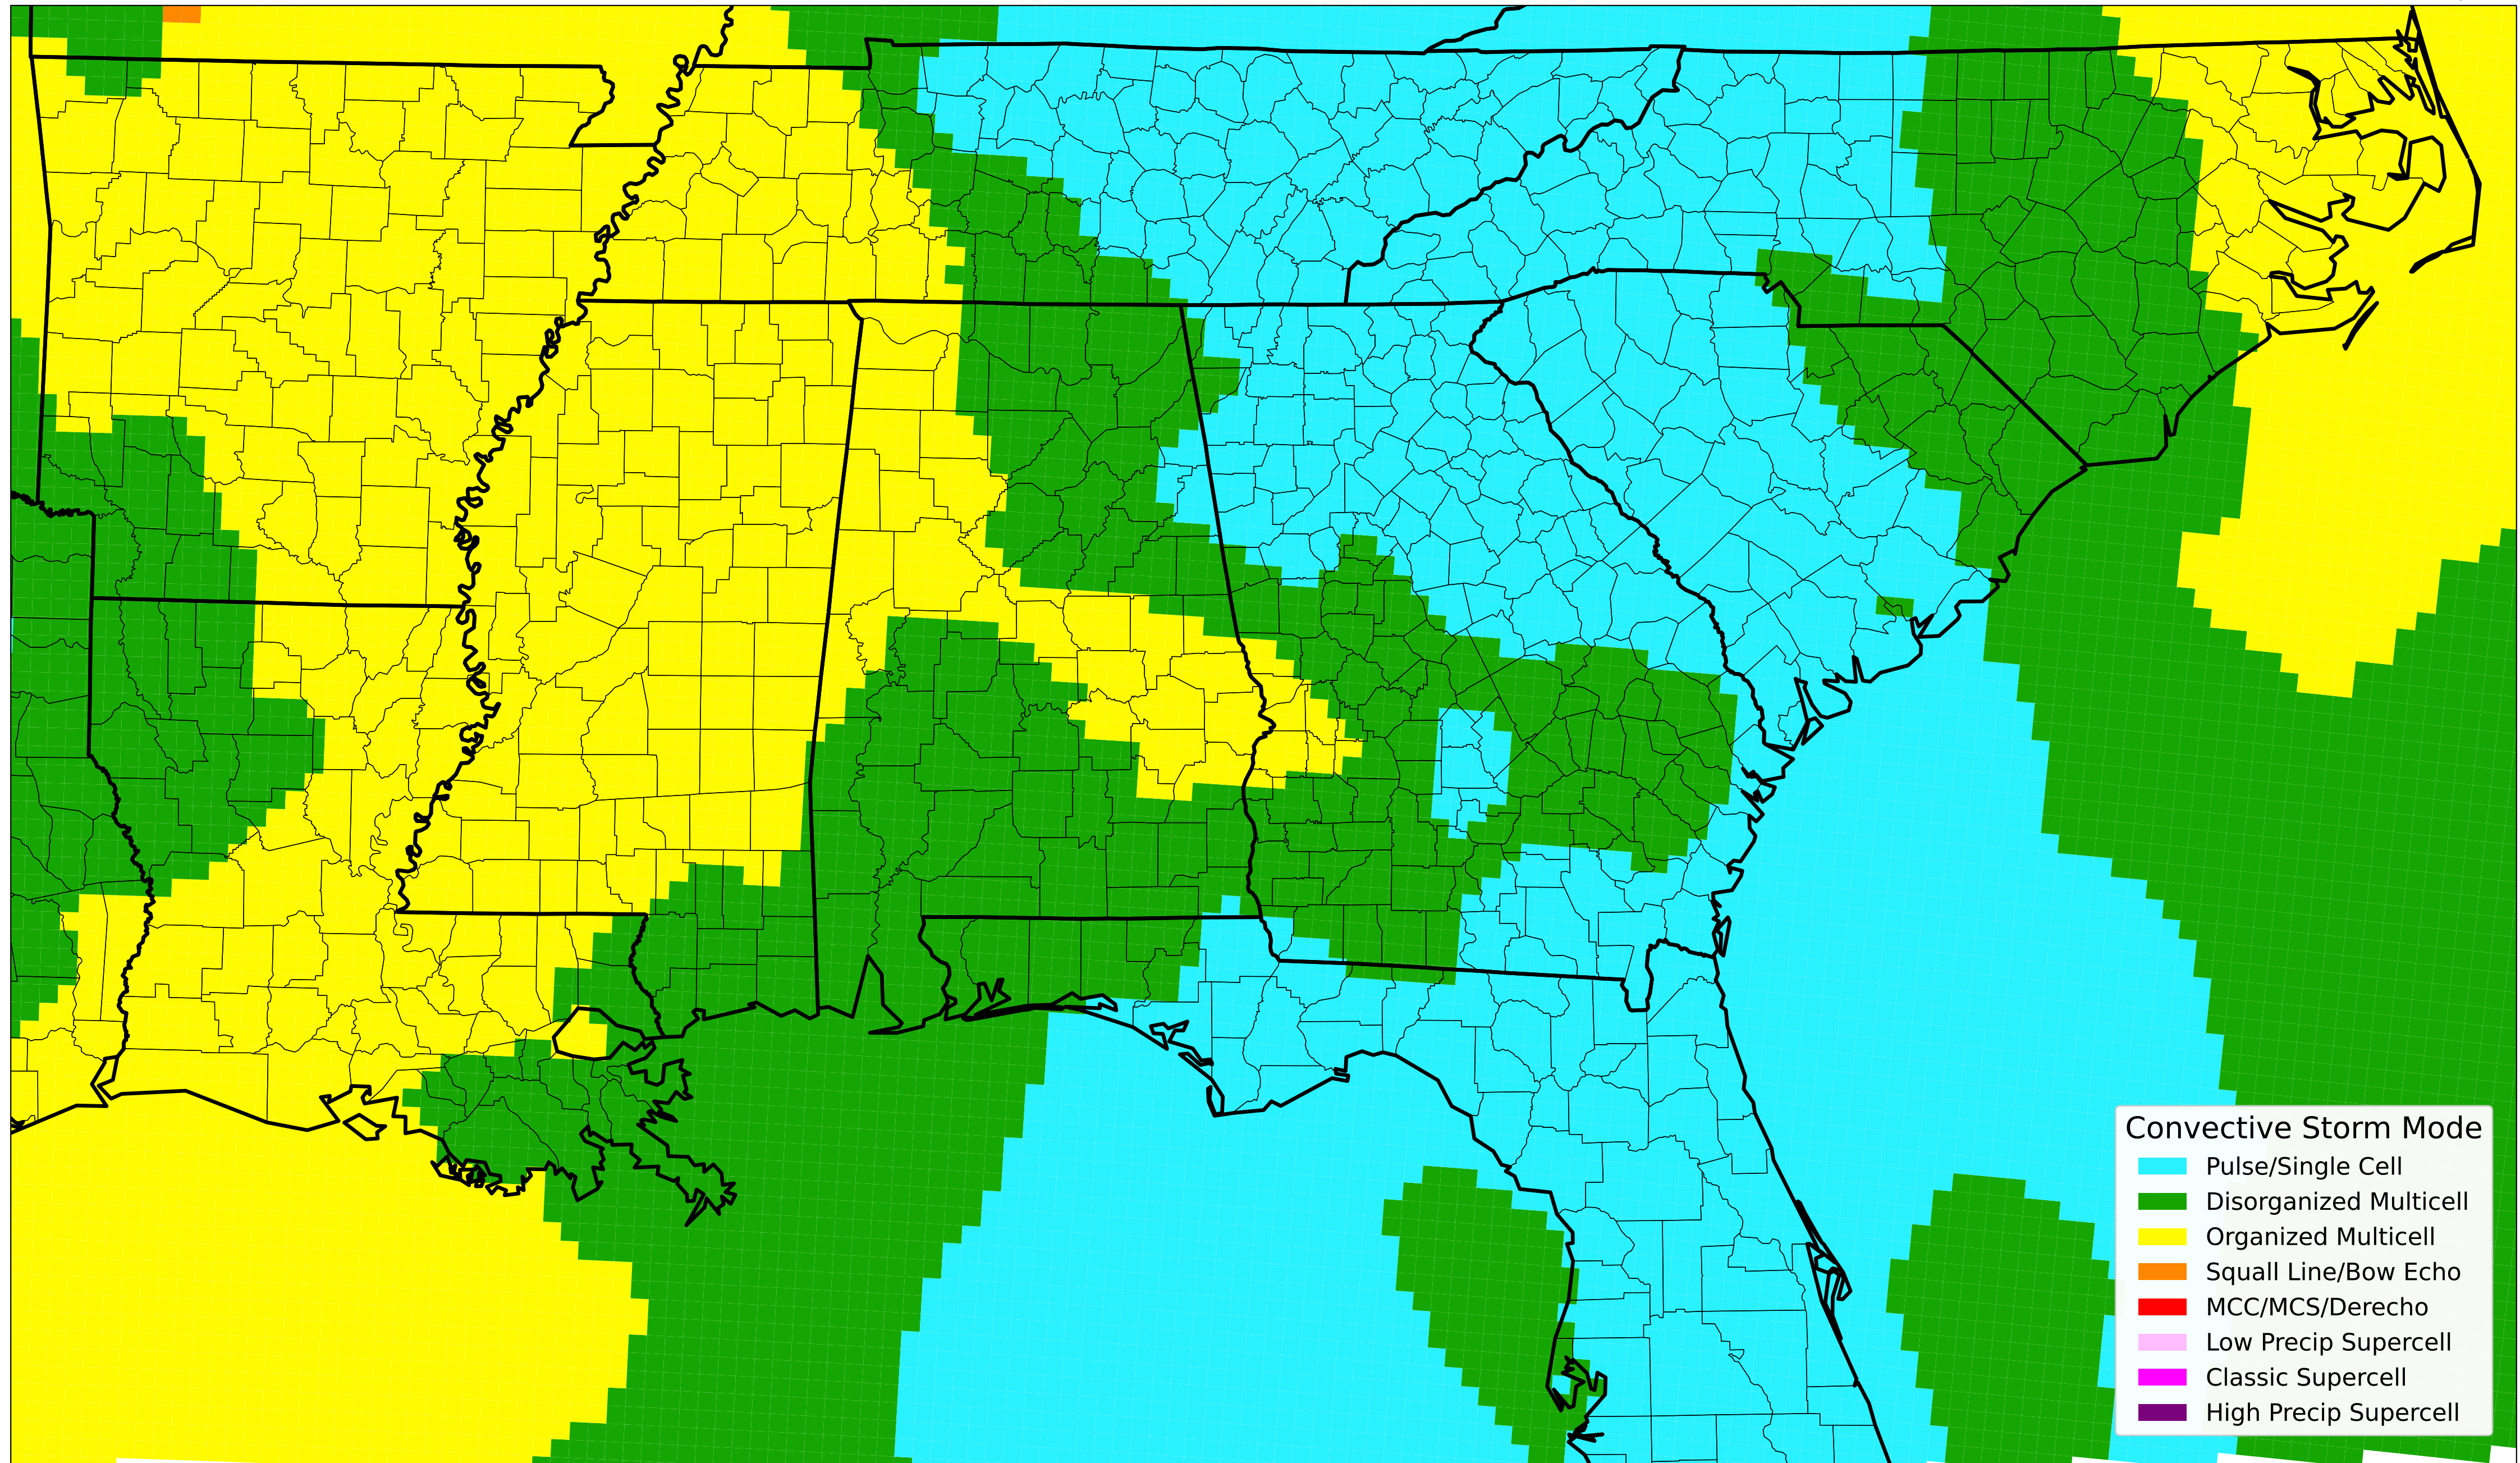 Convective Storm Mode
Pulse/Single Cell
Disorganized Multicell
Organized Multicell
Squall Line/Bow Echo
MCC/MCS/Derecho
Low Precip Supercell
Classic Supercell
High Precip Supercell